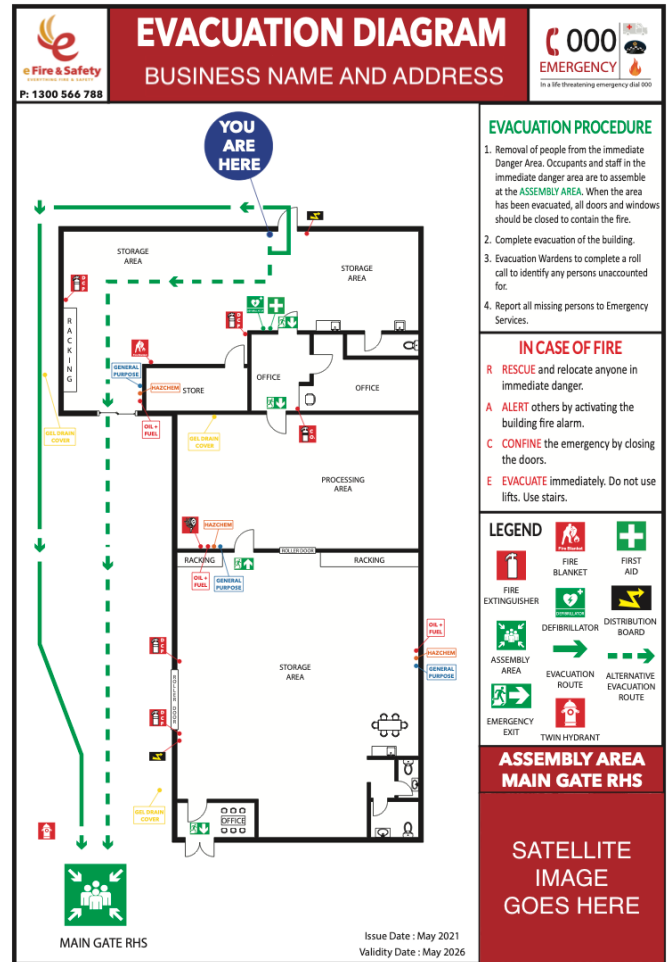 e Fire & Safety
EVERYTHING FIRE & SAFETY
P: 1300 566 788
EVACUATION DIAGRAM
BUSINESS NAME AND ADDRESS
000
EMERGENCY
In a life threatening emergency dial 000
YOU
ARE
HERE
STORAGE
AREA
STORAGE
AREA
RACKING
GENERAL
PURPOSE
HAZCHEM
OIL +
FUEL
STORE
OFFICE
OFFICE
GEL DRAIN
COVER
GEL DRAIN
COVER
PROCESSING
AREA
HAZCHEM
OIL +
FUEL
GENERAL
PURPOSE
ROLLER DOOR
RACKING
RACKING
STORAGE
AREA
OIL +
FUEL
HAZCHEM
GENERAL
PURPOSE
ROLLER DOOR
GEL DRAIN
COVER
OFFICE
MAIN GATE RHS
Issue Date : May 2021
Validity Date : May 2026
EVACUATION PROCEDURE
1. Removal of people from the immediate
Danger Area. Occupants and staff in the
immediate danger area are to assemble
at the ASSEMBLY AREA. When the area
has been evacuated, all doors and windows
should be closed to contain the fire.
2. Complete evacuation of the building.
3. Evacuation Wardens to complete a roll
call to identify any persons unaccounted
for.
4. Report all missing persons to Emergency
Services.
IN CASE OF FIRE
R RESCUE and relocate anyone in
immediate danger.
A ALERT others by activating the
building fire alarm.
C CONFINE the emergency by closing
the doors.
E EVACUATE immediately. Do not use
lifts. Use stairs.
LEGEND
FIRE
EXTINGUISHER
Fire Blanket
FIRE
BLANKET
FIRST
AID
DEFIBRILLATOR
DEFIBRILLATOR
DISTRIBUTION
BOARD
ASSEMBLY
AREA
EVACUATION
ROUTE
ALTERNATIVE
EVACUATION
ROUTE
EMERGENCY
EXIT
TWIN HYDRANT
ASSEMBLY AREA
MAIN GATE RHS
SATELLITE
IMAGE
GOES HERE